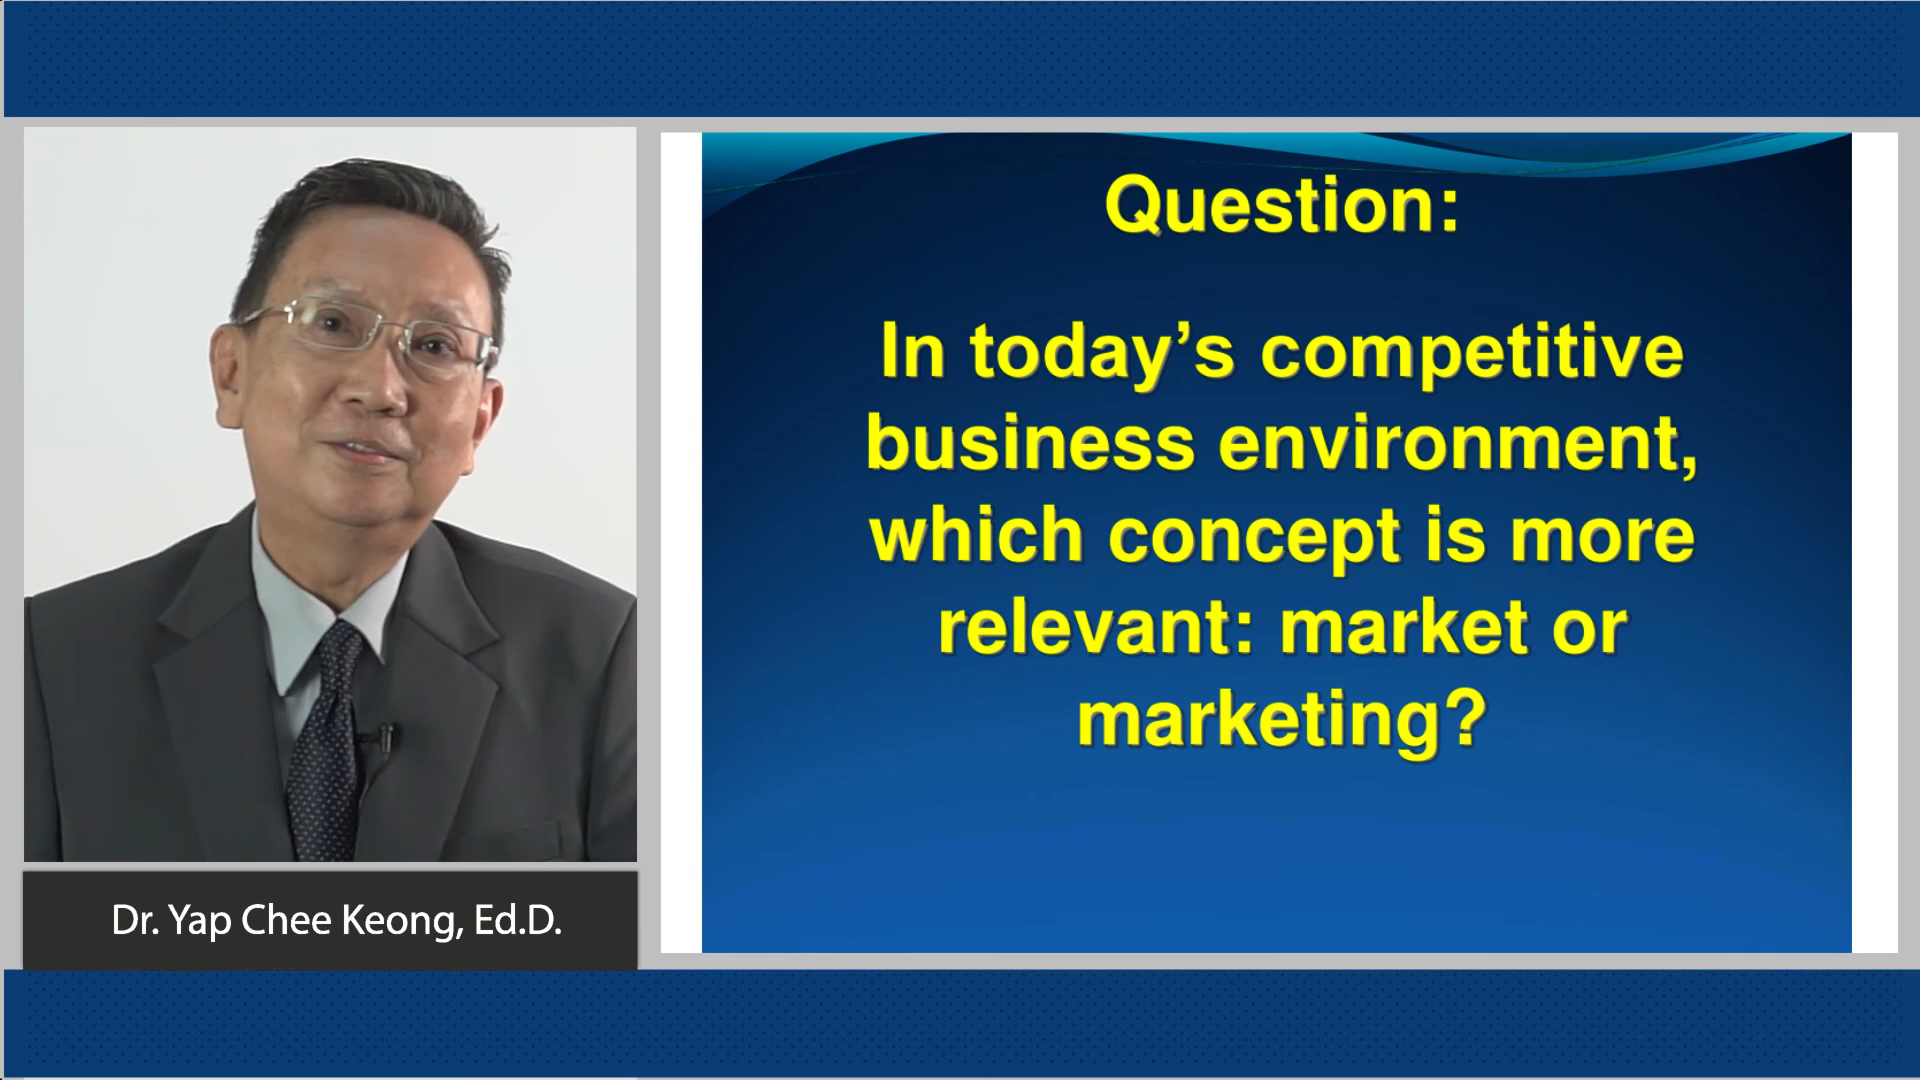 Question:
In today’s competitive
business environment,
which concept is more
relevant: market or
marketing?
Dr. Yap Chee Keong, Ed.D.